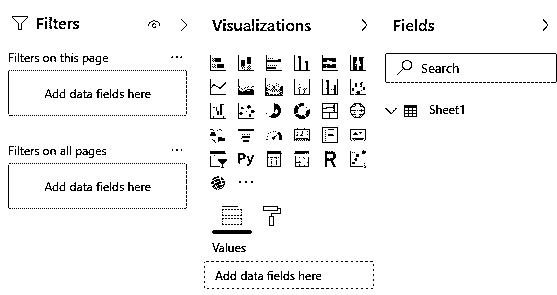 Filters
Filters on this page
Add data fields here
Filters on all pages
Add data fields here
Visualizations
Py
R
Values
Add data fields here
Fields
Search
Sheet1